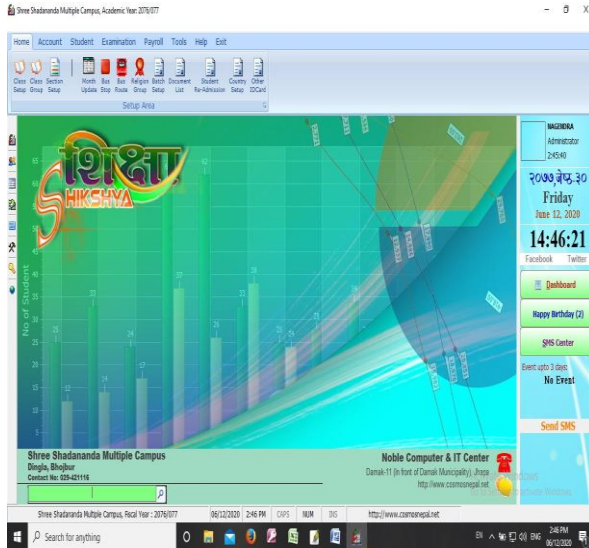 Shree Shadananda Multiple Campus, Academic Year: 2076/077
Home Account Student Examination Payroll Tools Help Exit
Class Setup Class Group Section Setup Month Update Bus Stop Bus Route Religion Group Batch Setup Document List Student Re-Admission Country Setup Other IDCard
Setup Area
शिक्षा
SHIKSHYA
No of Student
NAGENDRA
Administrator
2:45:40
२०७७,जेष्ठ.३०
Friday
June 12, 2020
14:46:21
Facebook Twitter
Dashboard
Happy Birthday (2)
SMS Center
Event upto 3 days:
No Event
Send SMS
Shree Shadananda Multiple Campus
Dingla, Bhojbur
Contact No: 029-421116
Noble Computer & IT Center
Damak-11 (In front of Damak Municipality), Jhapa
http://www.cosmosnepal.net
Shree Shadananda Multiple Campus, Fiscal Year : 2076/077 06/12/2020 2:46 PM CAPS NUM INS http://www.cosmosnepal.net
Search for anything
EN ENG 2:46 PM
06/12/2020